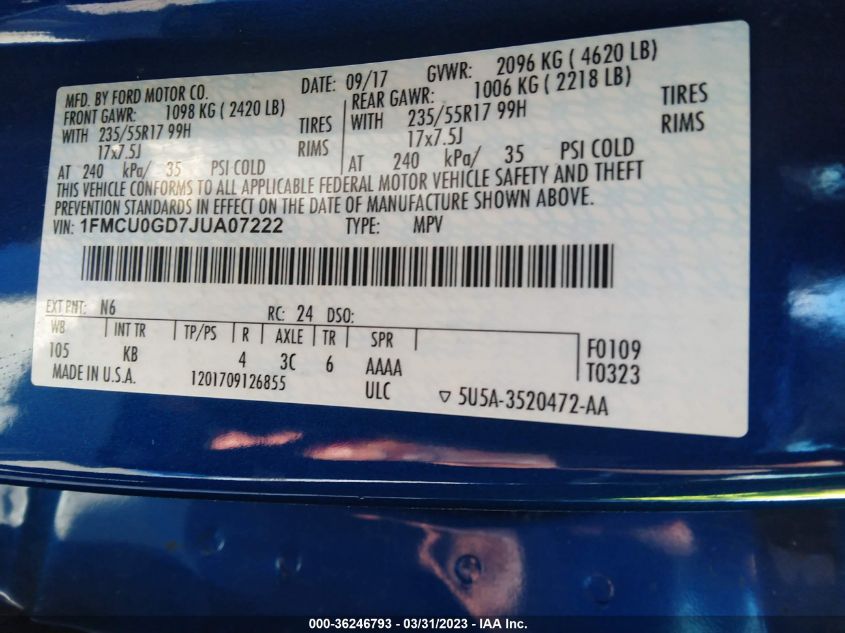 MFD. BY FORD MOTOR CO. DATE: 09/17 GVWR: 2096 KG ( 4620 LB)
FRONT GAWR: 1098 KG ( 2420 LB) REAR GAWR: 1006 KG ( 2218 LB)
WITH 235/55R17 99H TIRES WITH 235/55R17 99H TIRES
17x7.5J RIMS 17x7.5J RIMS
AT 240 kPa/ 35 PSI COLD AT 240 kPa/ 35 PSI COLD
THIS VEHICLE CONFORMS TO ALL APPLICABLE FEDERAL MOTOR VEHICLE SAFETY AND THEFT
PREVENTION STANDARDS IN EFFECT ON THE DATE OF MANUFACTURE SHOWN ABOVE.
VIN: 1FMCU0GD7JUA07222 TYPE: MPV
EXT PNT: N6 RC: 24 DSO:
WB INT TR TP/PS R AXLE TR SPR F0109
105 KB 4 3C 6 AAAA T0323
MADE IN U.S.A. 1201709126855 ULC ▽ 5U5A-3520472-AA
000-36246793 - 03/31/2023 - IAA Inc.